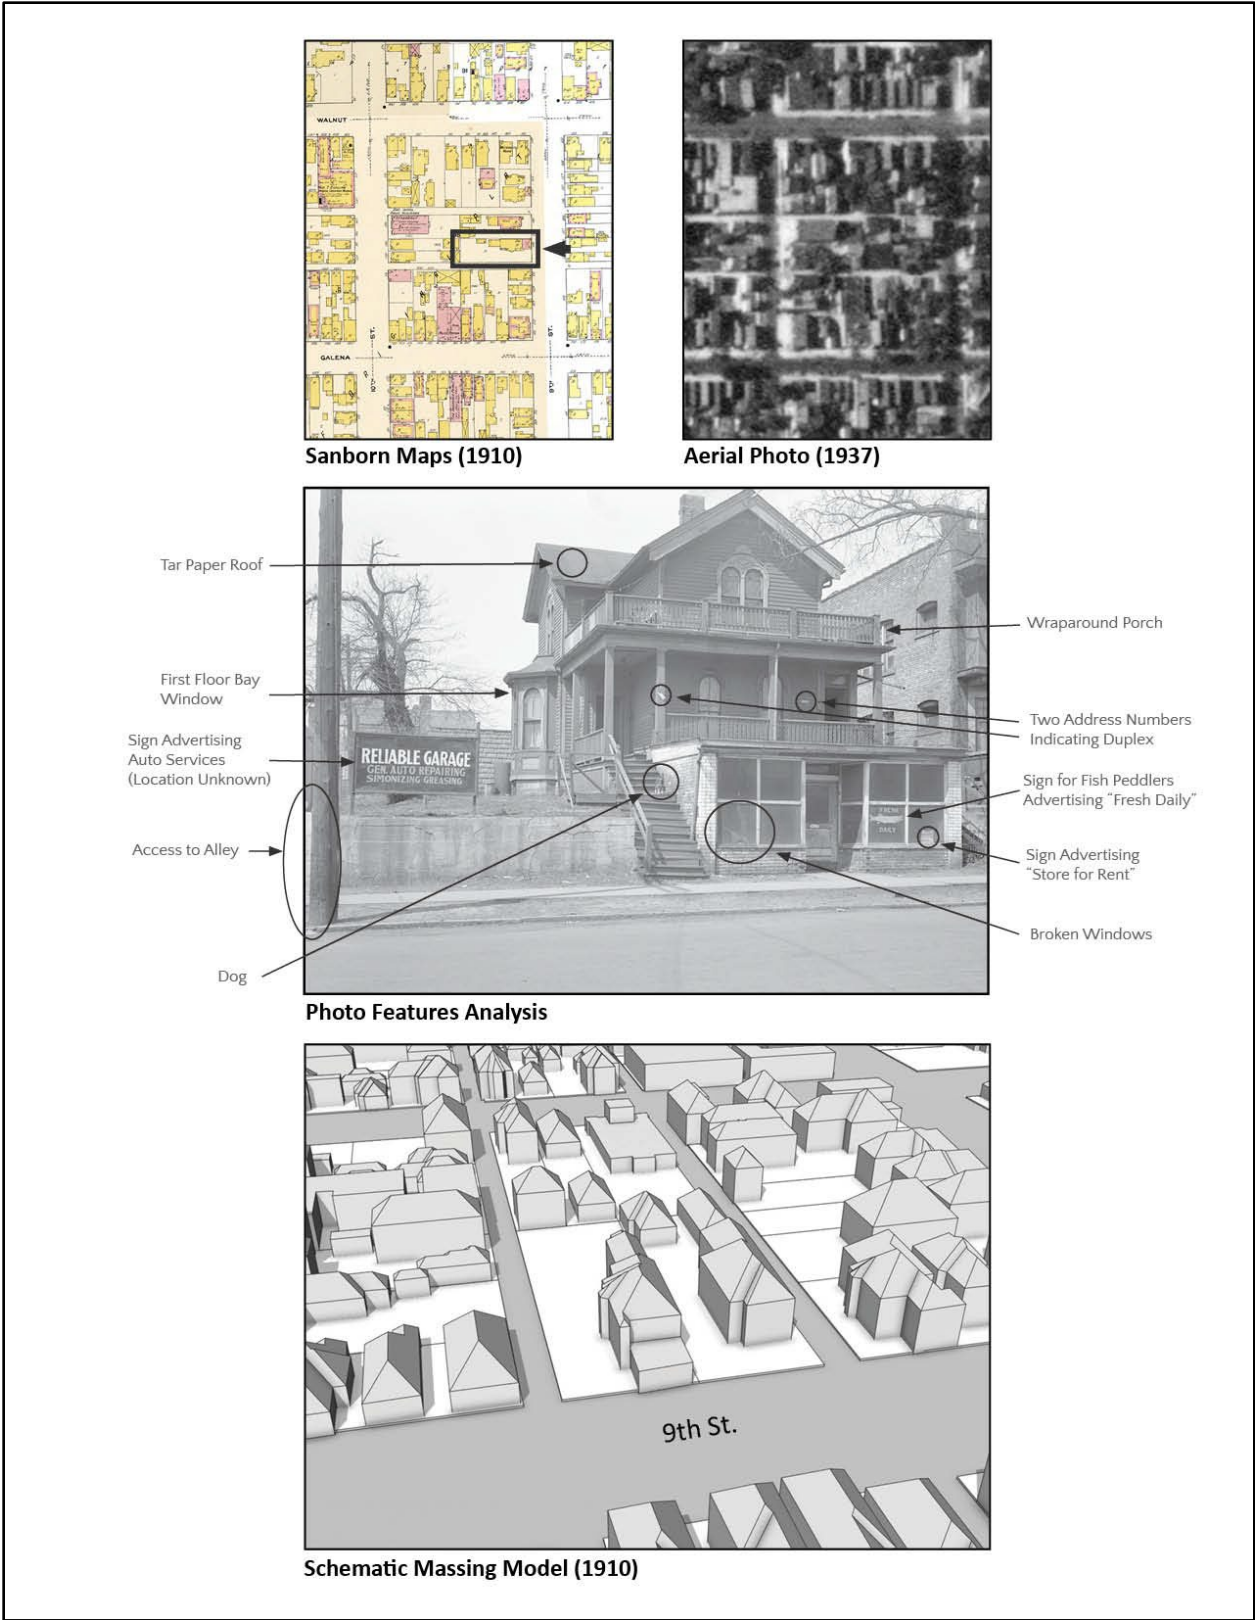 WALNUT
10TH ST.
9TH ST.
GALENA
Sanborn Maps (1910)
Aerial Photo (1937)
Tar Paper Roof
Wraparound Porch
First Floor Bay
Window
Two Address Numbers
Indicating Duplex
Sign Advertising
Auto Services
(Location Unknown)
RELIABLE GARAGE
GEN. AUTO REPAIRING
SIMONIZING GREASING
Sign for Fish Peddlers
Advertising “Fresh Daily”
FRESH
DAILY
Access to Alley
Sign Advertising
“Store for Rent”
Broken Windows
Dog
Photo Features Analysis
9th St.
Schematic Massing Model (1910)